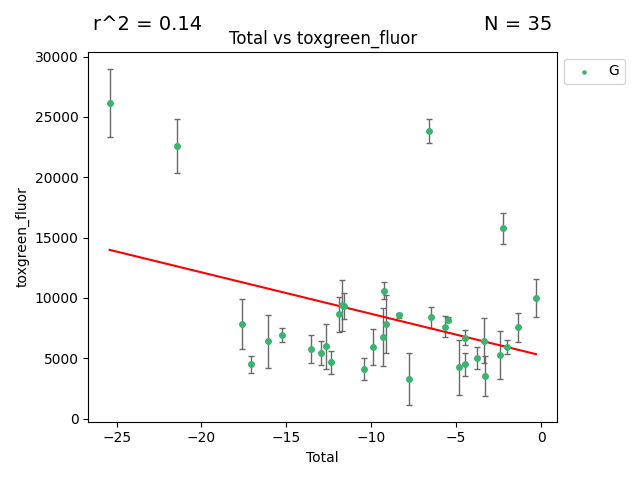 r^2 = 0.14
N = 35
Total vs toxgreen_fluor
G
30000
25000
20000
15000
10000
5000
0
toxgreen_fluor
−25
−20
−15
−10
−5
0
Total